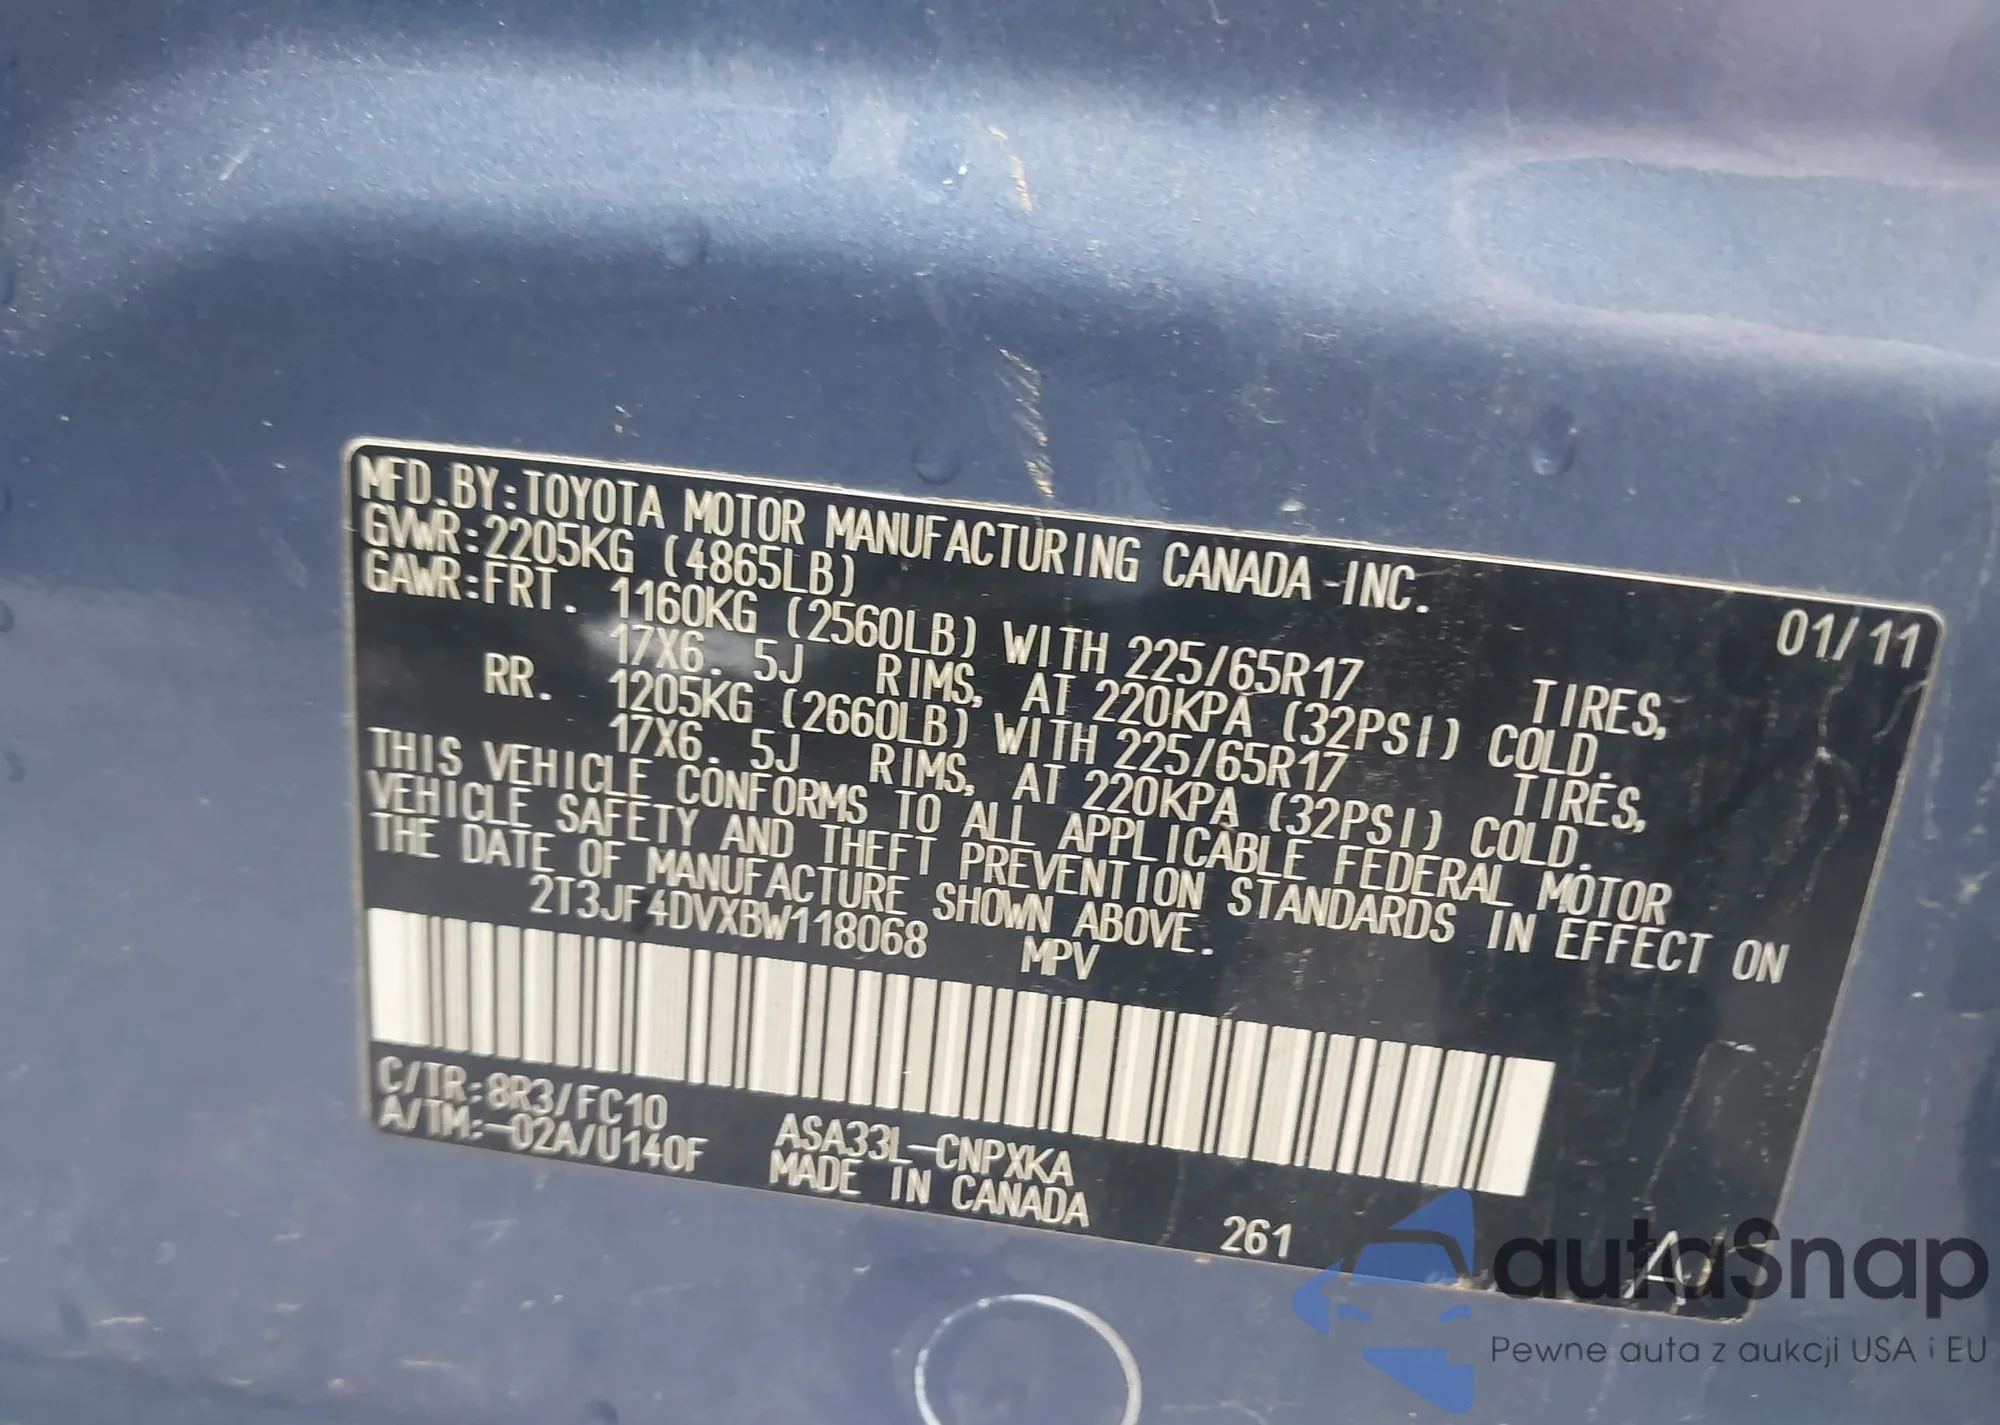 MFD.BY:TOYOTA MOTOR MANUFACTURING CANADA INC. 01/11
GVWR:2205KG (4865LB)
GAWR:FRT. 1160KG (2560LB) WITH 225/65R17 TIRES,
17X6.5J RIMS, AT 220KPA (32PSI) COLD.
RR. 1205KG (2660LB) WITH 225/65R17 TIRES,
17X6.5J RIMS, AT 220KPA (32PSI) COLD.
THIS VEHICLE CONFORMS TO ALL APPLICABLE FEDERAL MOTOR
VEHICLE SAFETY AND THEFT PREVENTION STANDARDS IN EFFECT ON
THE DATE OF MANUFACTURE SHOWN ABOVE.
2T3JF4DVXBW118068 MPV
C/TR:8R3/FC10 ASA33L-CNPXKA
A/TM:-02A/U140F MADE IN CANADA 261 A
autaSnap
Pewne auta z aukcji USA i EU